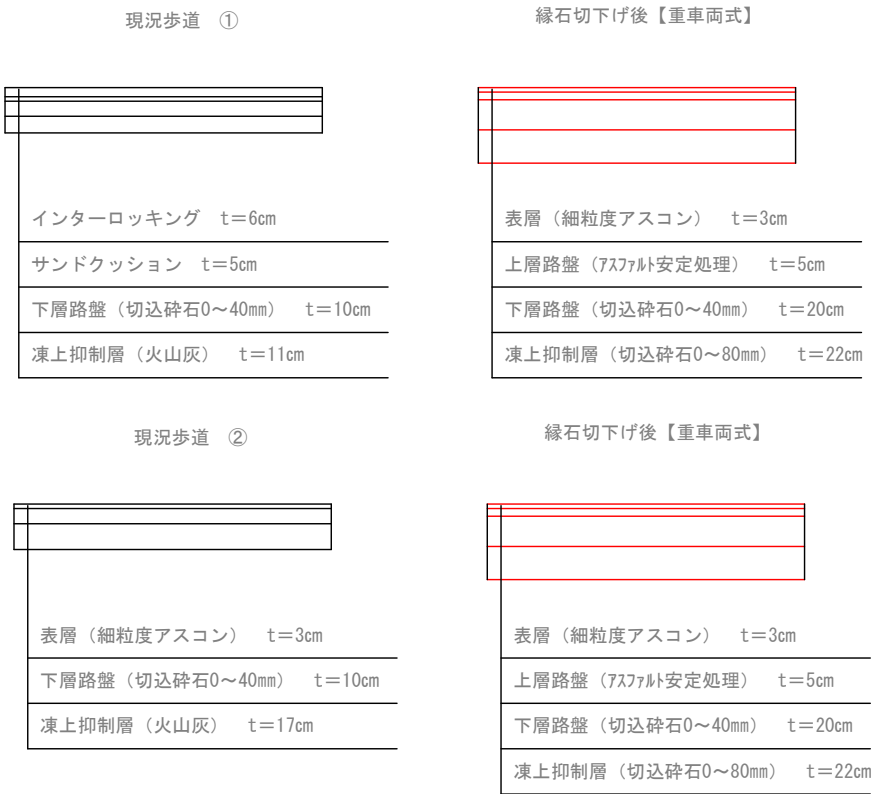 現況歩道　①
縁石切下げ後【重車両式】
インターロッキング　t＝6㎝
サンドクッション　t＝5㎝
下層路盤（切込砕石0～40㎜）　t＝10㎝
凍上抑制層（火山灰）　t＝11㎝
表層（細粒度アスコン）　t＝3㎝
上層路盤（ｱｽﾌｧﾙﾄ安定処理）　t＝5㎝
下層路盤（切込砕石0～40㎜）　t＝20㎝
凍上抑制層（切込砕石0～80㎜）　t＝22㎝
現況歩道　②
縁石切下げ後【重車両式】
表層（細粒度アスコン）　t＝3㎝
下層路盤（切込砕石0～40㎜）　t＝10㎝
凍上抑制層（火山灰）　t＝17㎝
表層（細粒度アスコン）　t＝3㎝
上層路盤（ｱｽﾌｧﾙﾄ安定処理）　t＝5㎝
下層路盤（切込砕石0～40㎜）　t＝20㎝
凍上抑制層（切込砕石0～80㎜）　t＝22㎝